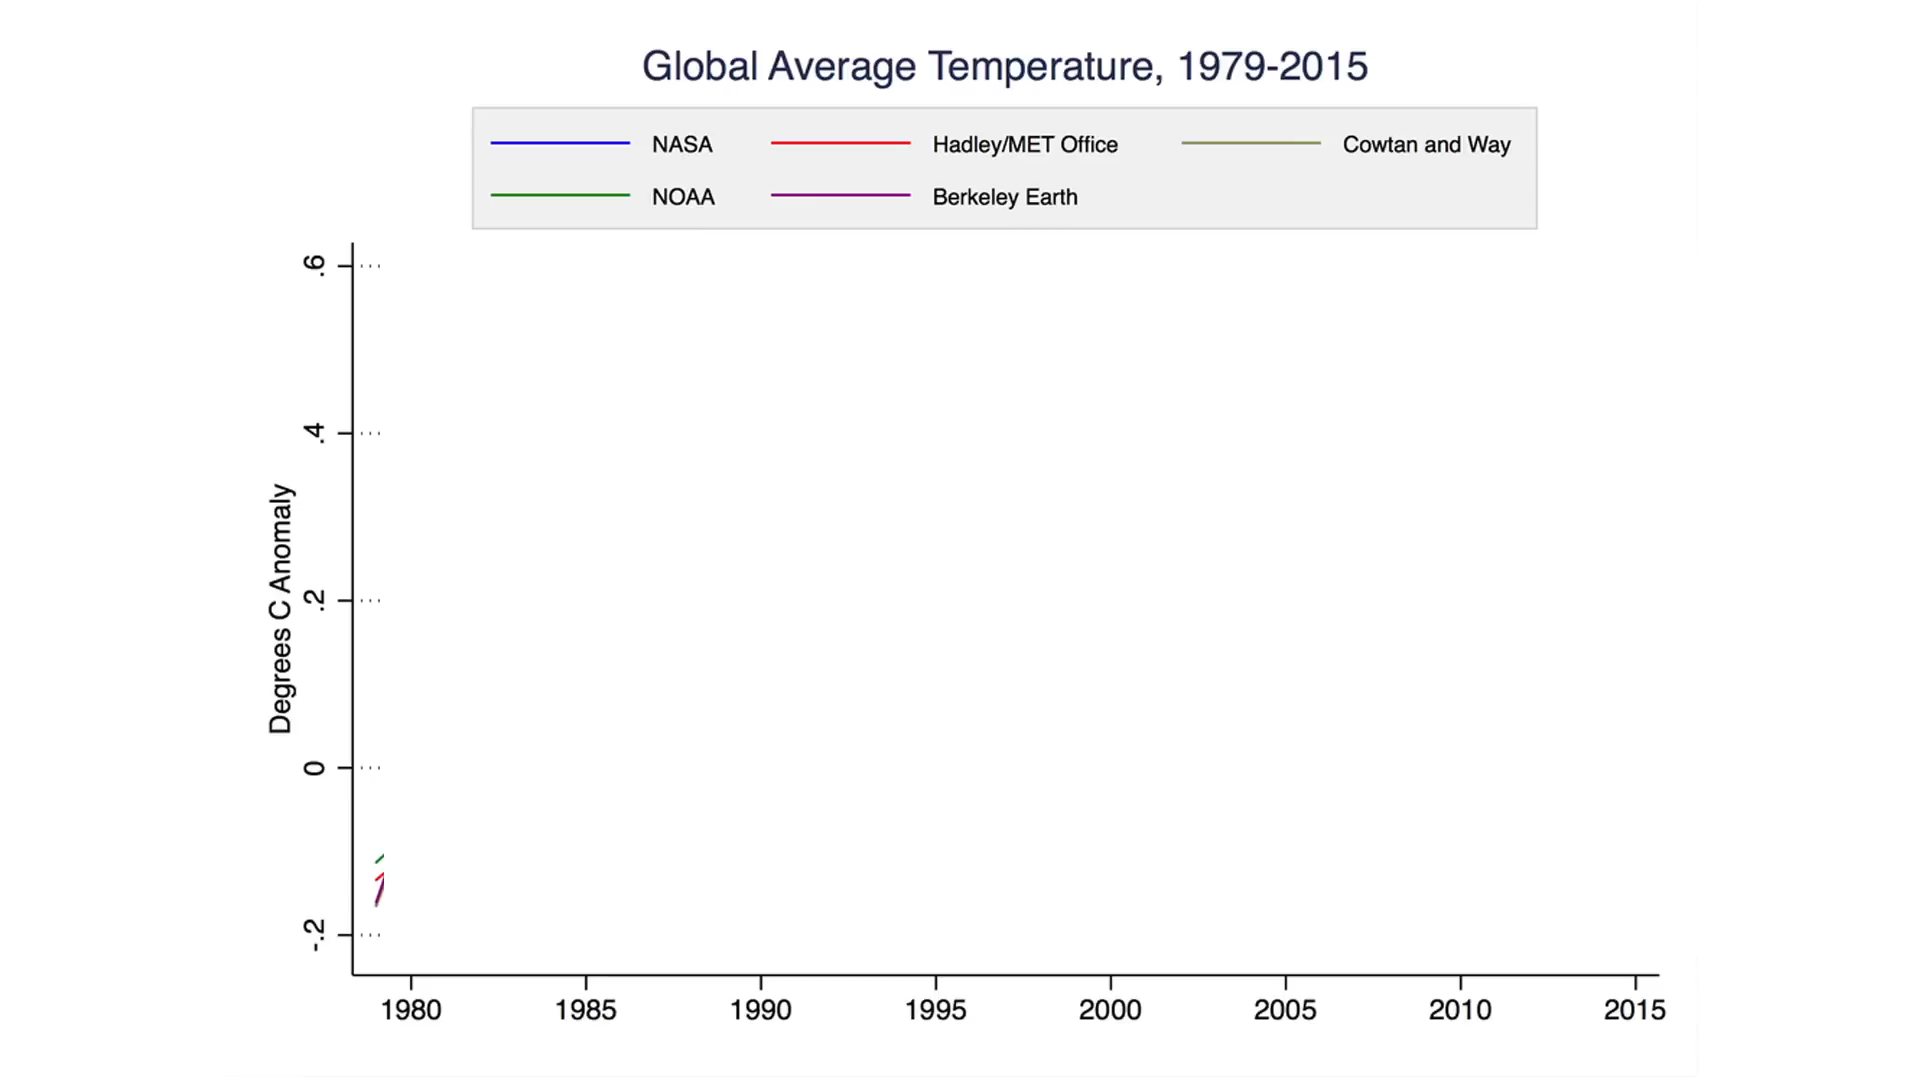 Global Average Temperature, 1979-2015
NASA Hadley/MET Office Cowtan and Way
NOAA Berkeley Earth
Degrees C Anomaly
.6
.4
.2
0
-.2
1980 1985 1990 1995 2000 2005 2010 2015